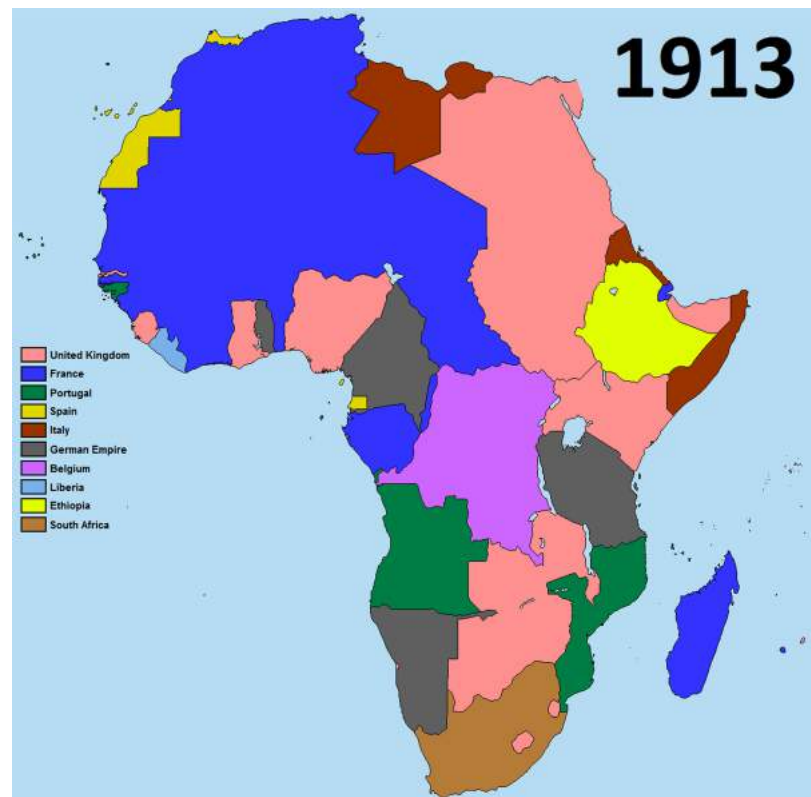 1913
United Kingdom
France
Portugal
Spain
Italy
German Empire
Belgium
Liberia
Ethiopia
South Africa